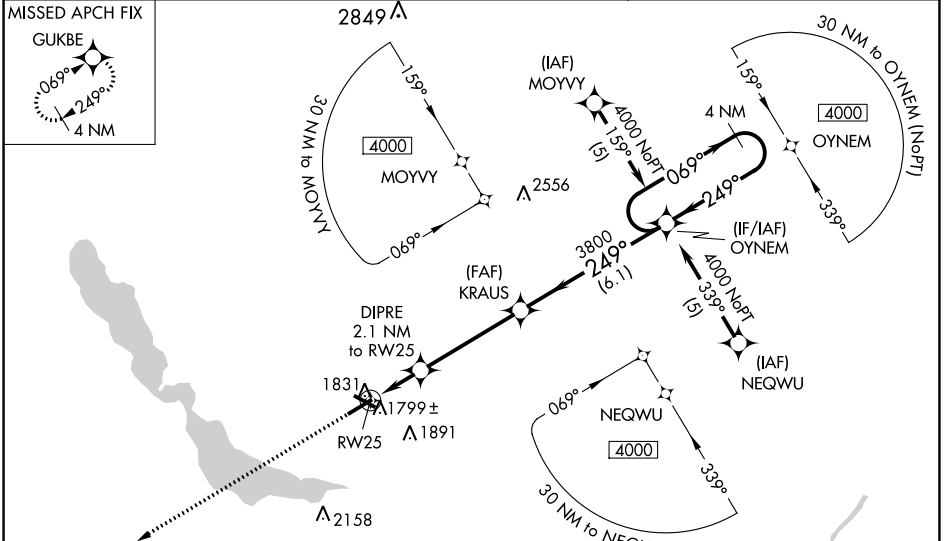 MISSED APCH FIX
GUKBE
069°
249°
4 NM
2849
(IAF)
MOYVY
4000 NoPT
159°
(5)
30 NM to MOYVY
159°
4000
MOYVY
069°
2556
4 NM
069°
249°
30 NM to OYNEM (NoPT)
159°
4000
OYNEM
339°
(IF/IAF)
OYNEM
3800
249°
(6.1)
(FAF)
KRAUS
4000 NoPT
339°
(5)
(IAF)
NEQWU
DIPRE
2.1 NM
to RW25
1831
1799 ±
RW25
1891
2158
069°
NEQWU
4000
339°
30 NM to